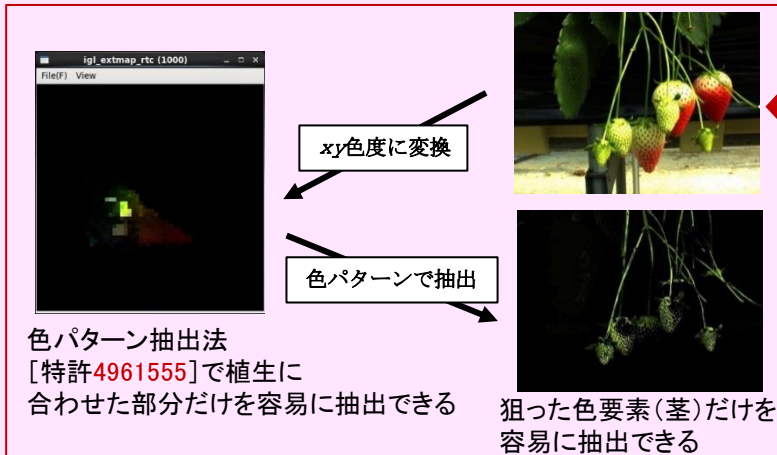 igl_extmap_rtc (1000)
File(F) View
xy色度に変換
色パターンで抽出
色パターン抽出法
[特許4961555]で植生に
合わせた部分だけを容易に抽出できる
狙った色要素(茎)だけを
容易に抽出できる